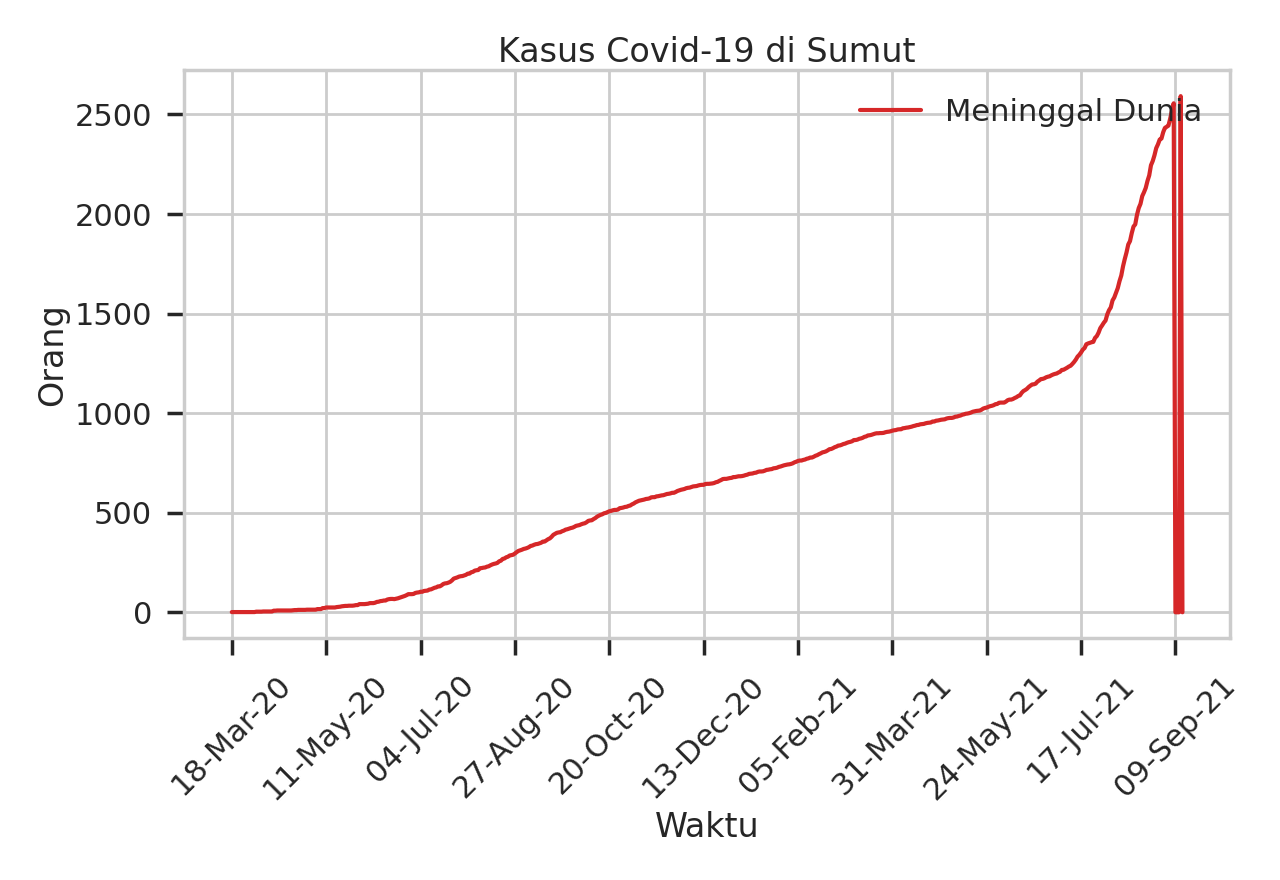 Kasus Covid-19 di Sumut
Meninggal Dunia
2500
2000
1500
1000
500
0
Orang
18-Mar-20
11-May-20
04-Jul-20
27-Aug-20
20-Oct-20
13-Dec-20
05-Feb-21
31-Mar-21
24-May-21
17-Jul-21
09-Sep-21
Waktu